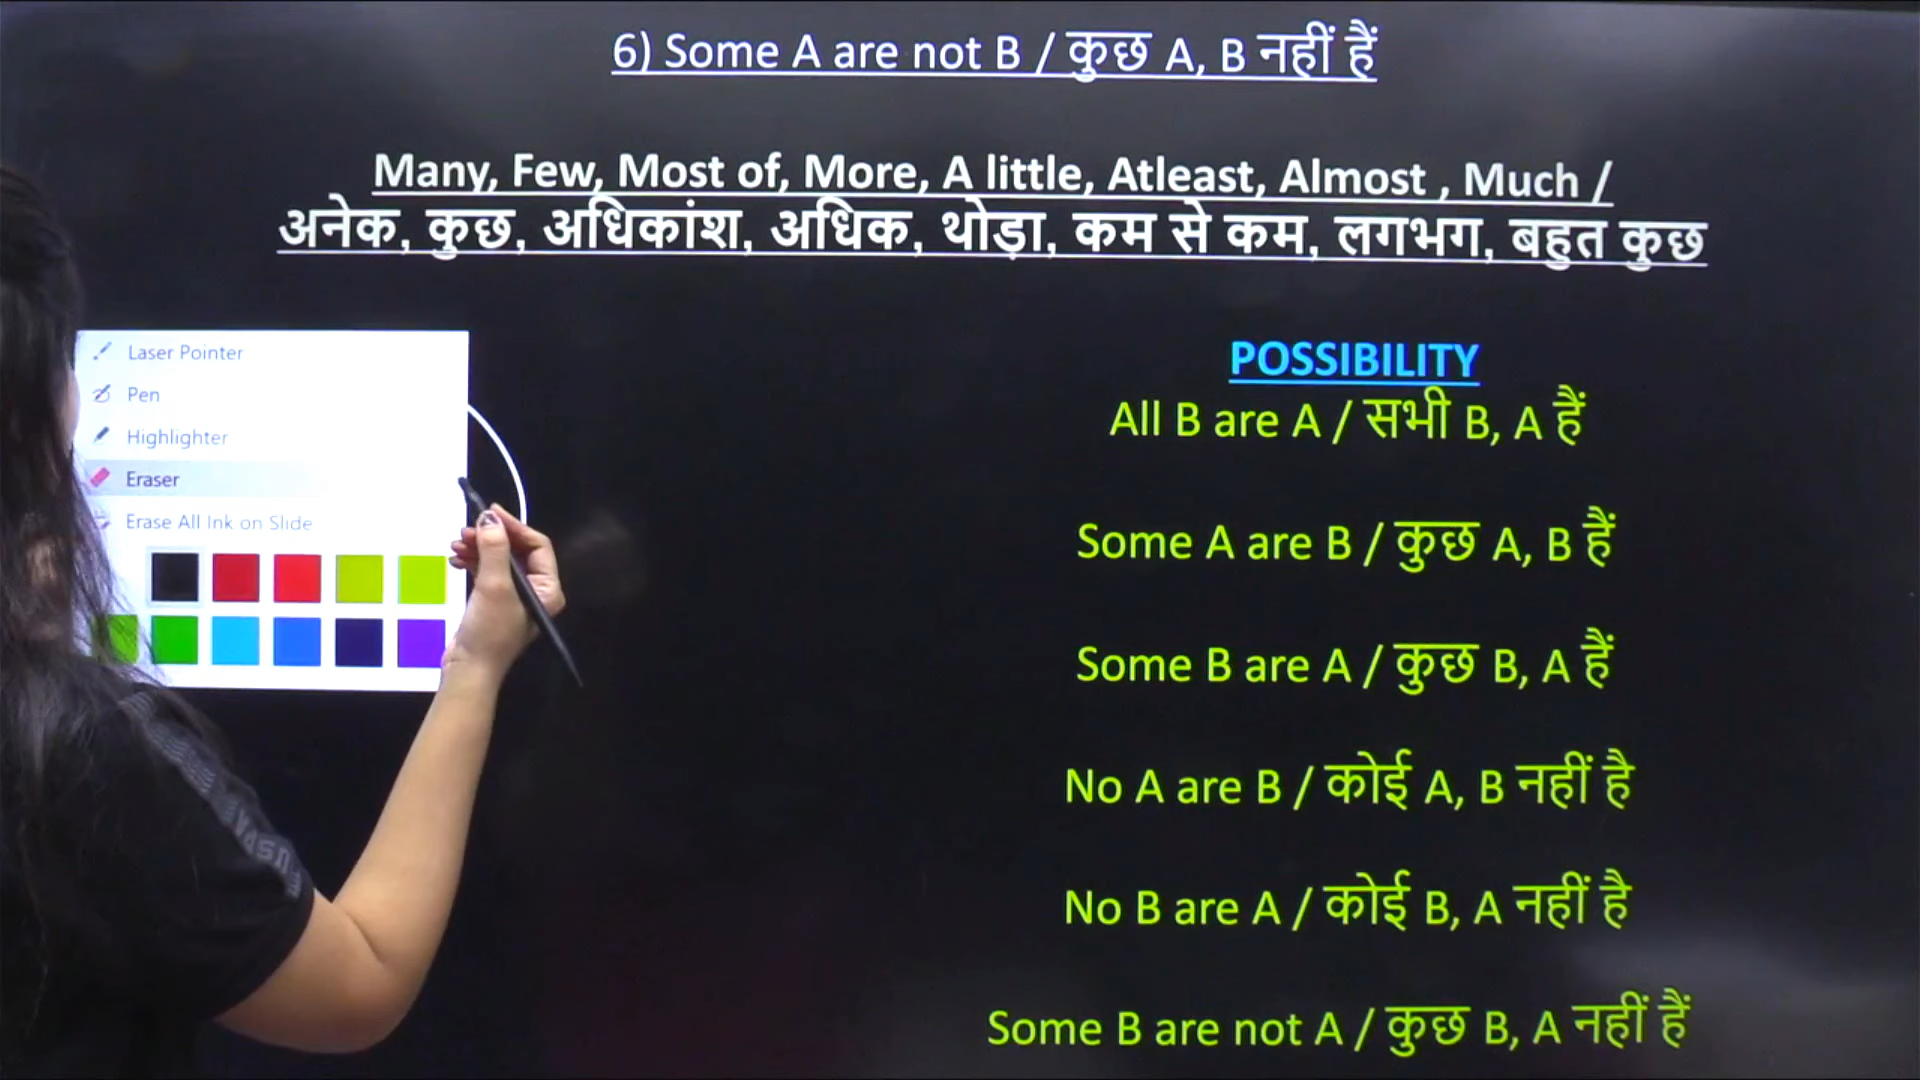 6) Some A are not B / कुछ A, B नहीं हैं
Many, Few, Most of, More, A little, Atleast, Almost , Much /
अनेक, कुछ, अधिकांश, अधिक, थोड़ा, कम से कम, लगभग, बहुत कुछ
Laser Pointer
Pen
Highlighter
Eraser
Erase All Ink on Slide
POSSIBILITY
All B are A / सभी B, A हैं
Some A are B / कुछ A, B हैं
Some B are A / कुछ B, A हैं
No A are B / कोई A, B नहीं है
No B are A / कोई B, A नहीं है
Some B are not A / कुछ B, A नहीं हैं